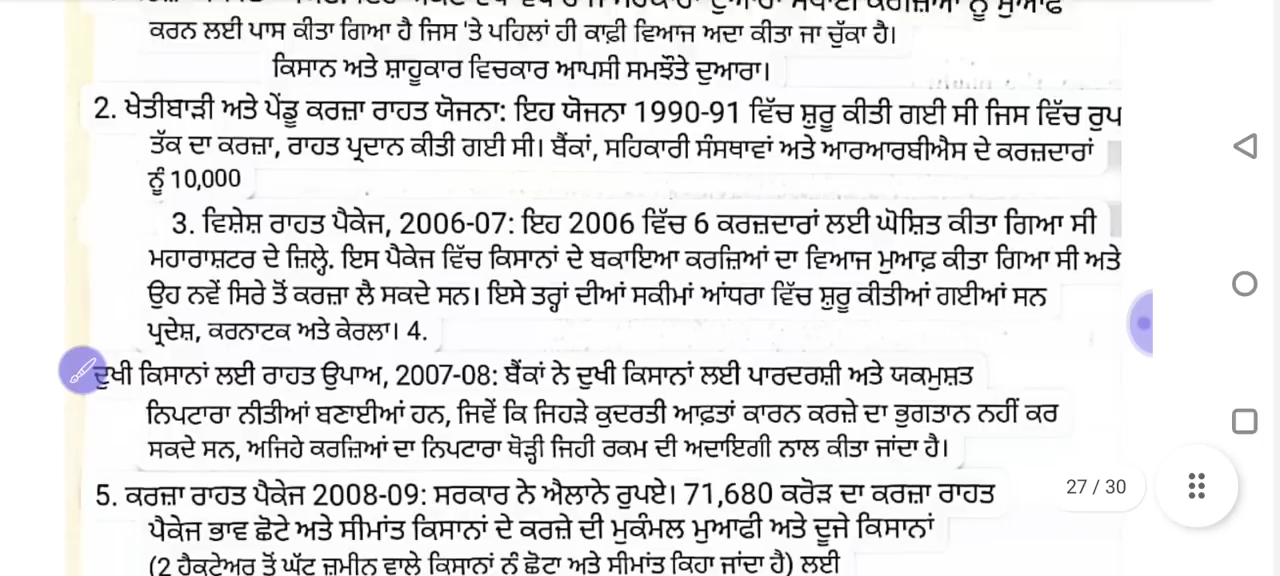 ਨੂੰ ਮੁਆਫ
ਕਰਨ ਲਈ ਪਾਸ ਕੀਤਾ ਗਿਆ ਹੈ ਜਿਸ 'ਤੇ ਪਹਿਲਾਂ ਹੀ ਕਾਫ਼ੀ ਵਿਆਜ ਅਦਾ ਕੀਤਾ ਜਾ ਚੁੱਕਾ ਹੈ।
ਕਿਸਾਨ ਅਤੇ ਸ਼ਾਹੂਕਾਰ ਵਿਚਕਾਰ ਆਪਸੀ ਸਮਝੌਤੇ ਦੁਆਰਾ।
2. ਖੇਤੀਬਾੜੀ ਅਤੇ ਪੇਂਡੂ ਕਰਜ਼ਾ ਰਾਹਤ ਯੋਜਨਾ: ਇਹ ਯੋਜਨਾ 1990-91 ਵਿੱਚ ਸ਼ੁਰੂ ਕੀਤੀ ਗਈ ਸੀ ਜਿਸ ਵਿੱਚ ਰੁਪ
ਤੱਕ ਦਾ ਕਰਜ਼ਾ, ਰਾਹਤ ਪ੍ਰਦਾਨ ਕੀਤੀ ਗਈ ਸੀ। ਬੈਂਕਾਂ, ਸਹਿਕਾਰੀ ਸੰਸਥਾਵਾਂ ਅਤੇ ਆਰਆਰਬੀਐਸ ਦੇ ਕਰਜ਼ਦਾਰਾਂ
ਨੂੰ 10,000
3. ਵਿਸ਼ੇਸ਼ ਰਾਹਤ ਪੈਕੇਜ, 2006-07: ਇਹ 2006 ਵਿੱਚ 6 ਕਰਜ਼ਦਾਰਾਂ ਲਈ ਘੋਸ਼ਿਤ ਕੀਤਾ ਗਿਆ ਸੀ
ਮਹਾਰਾਸ਼ਟਰ ਦੇ ਜ਼ਿਲ੍ਹੇ. ਇਸ ਪੈਕੇਜ ਵਿੱਚ ਕਿਸਾਨਾਂ ਦੇ ਬਕਾਇਆ ਕਰਜ਼ਿਆਂ ਦਾ ਵਿਆਜ ਮੁਆਫ਼ ਕੀਤਾ ਗਿਆ ਸੀ ਅਤੇ
ਉਹ ਨਵੇਂ ਸਿਰੇ ਤੋਂ ਕਰਜ਼ਾ ਲੈ ਸਕਦੇ ਸਨ। ਇਸੇ ਤਰ੍ਹਾਂ ਦੀਆਂ ਸਕੀਮਾਂ ਆਂਧਰਾ ਵਿੱਚ ਸ਼ੁਰੂ ਕੀਤੀਆਂ ਗਈਆਂ ਸਨ
ਪ੍ਰਦੇਸ਼, ਕਰਨਾਟਕ ਅਤੇ ਕੇਰਲਾ। 4.
ਦੁਖੀ ਕਿਸਾਨਾਂ ਲਈ ਰਾਹਤ ਉਪਾਅ, 2007-08: ਬੈਂਕਾਂ ਨੇ ਦੁਖੀ ਕਿਸਾਨਾਂ ਲਈ ਪਾਰਦਰਸ਼ੀ ਅਤੇ ਯਕਮੁਸ਼ਤ
ਨਿਪਟਾਰਾ ਨੀਤੀਆਂ ਬਣਾਈਆਂ ਹਨ, ਜਿਵੇਂ ਕਿ ਜਿਹੜੇ ਕੁਦਰਤੀ ਆਫ਼ਤਾਂ ਕਾਰਨ ਕਰਜ਼ੇ ਦਾ ਭੁਗਤਾਨ ਨਹੀਂ ਕਰ
ਸਕਦੇ ਸਨ, ਅਜਿਹੇ ਕਰਜ਼ਿਆਂ ਦਾ ਨਿਪਟਾਰਾ ਥੋੜ੍ਹੀ ਜਿਹੀ ਰਕਮ ਦੀ ਅਦਾਇਗੀ ਨਾਲ ਕੀਤਾ ਜਾਂਦਾ ਹੈ।
5. ਕਰਜ਼ਾ ਰਾਹਤ ਪੈਕੇਜ 2008-09: ਸਰਕਾਰ ਨੇ ਐਲਾਨੇ ਰੁਪਏ। 71,680 ਕਰੋੜ ਦਾ ਕਰਜ਼ਾ ਰਾਹਤ
27 / 30
ਪੈਕੇਜ ਭਾਵ ਛੋਟੇ ਅਤੇ ਸੀਮਾਂਤ ਕਿਸਾਨਾਂ ਦੇ ਕਰਜ਼ੇ ਦੀ ਮੁਕੰਮਲ ਮੁਆਫੀ ਅਤੇ ਦੂਜੇ ਕਿਸਾਨਾਂ
(2 ਹੈਕਟੇਅਰ ਤੋਂ ਘੱਟ ਜ਼ਮੀਨ ਵਾਲੇ ਕਿਸਾਨਾਂ ਨੂੰ ਛੋਟਾ ਅਤੇ ਸੀਮਾਂਤ ਕਿਹਾ ਜਾਂਦਾ ਹੈ) ਲਈ